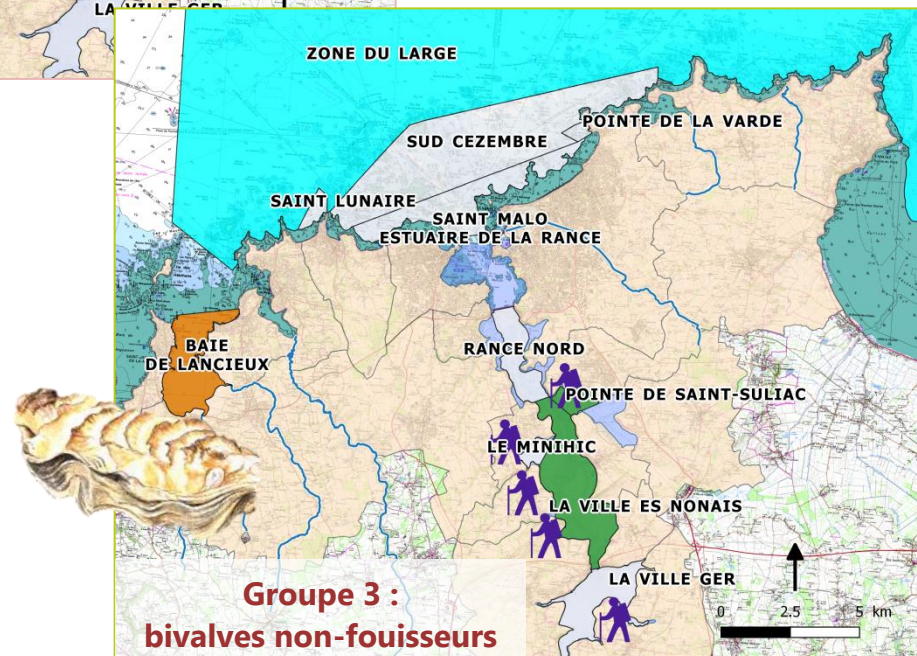 LA VILLE GER
ZONE DU LARGE
POINTE DE LA VARDE
SUD CEZEMBRE
SAINT LUNAIRE
SAINT MALO
ESTUAIRE DE LA RANCE
BAIE
DE LANCIEUX
RANCE NORD
POINTE DE SAINT-SULIAC
LE MINIHIC
LA VILLE ES NONAIS
LA VILLE GER
0 2.5 5 km
Groupe 3 :
bivalves non-fouisseurs